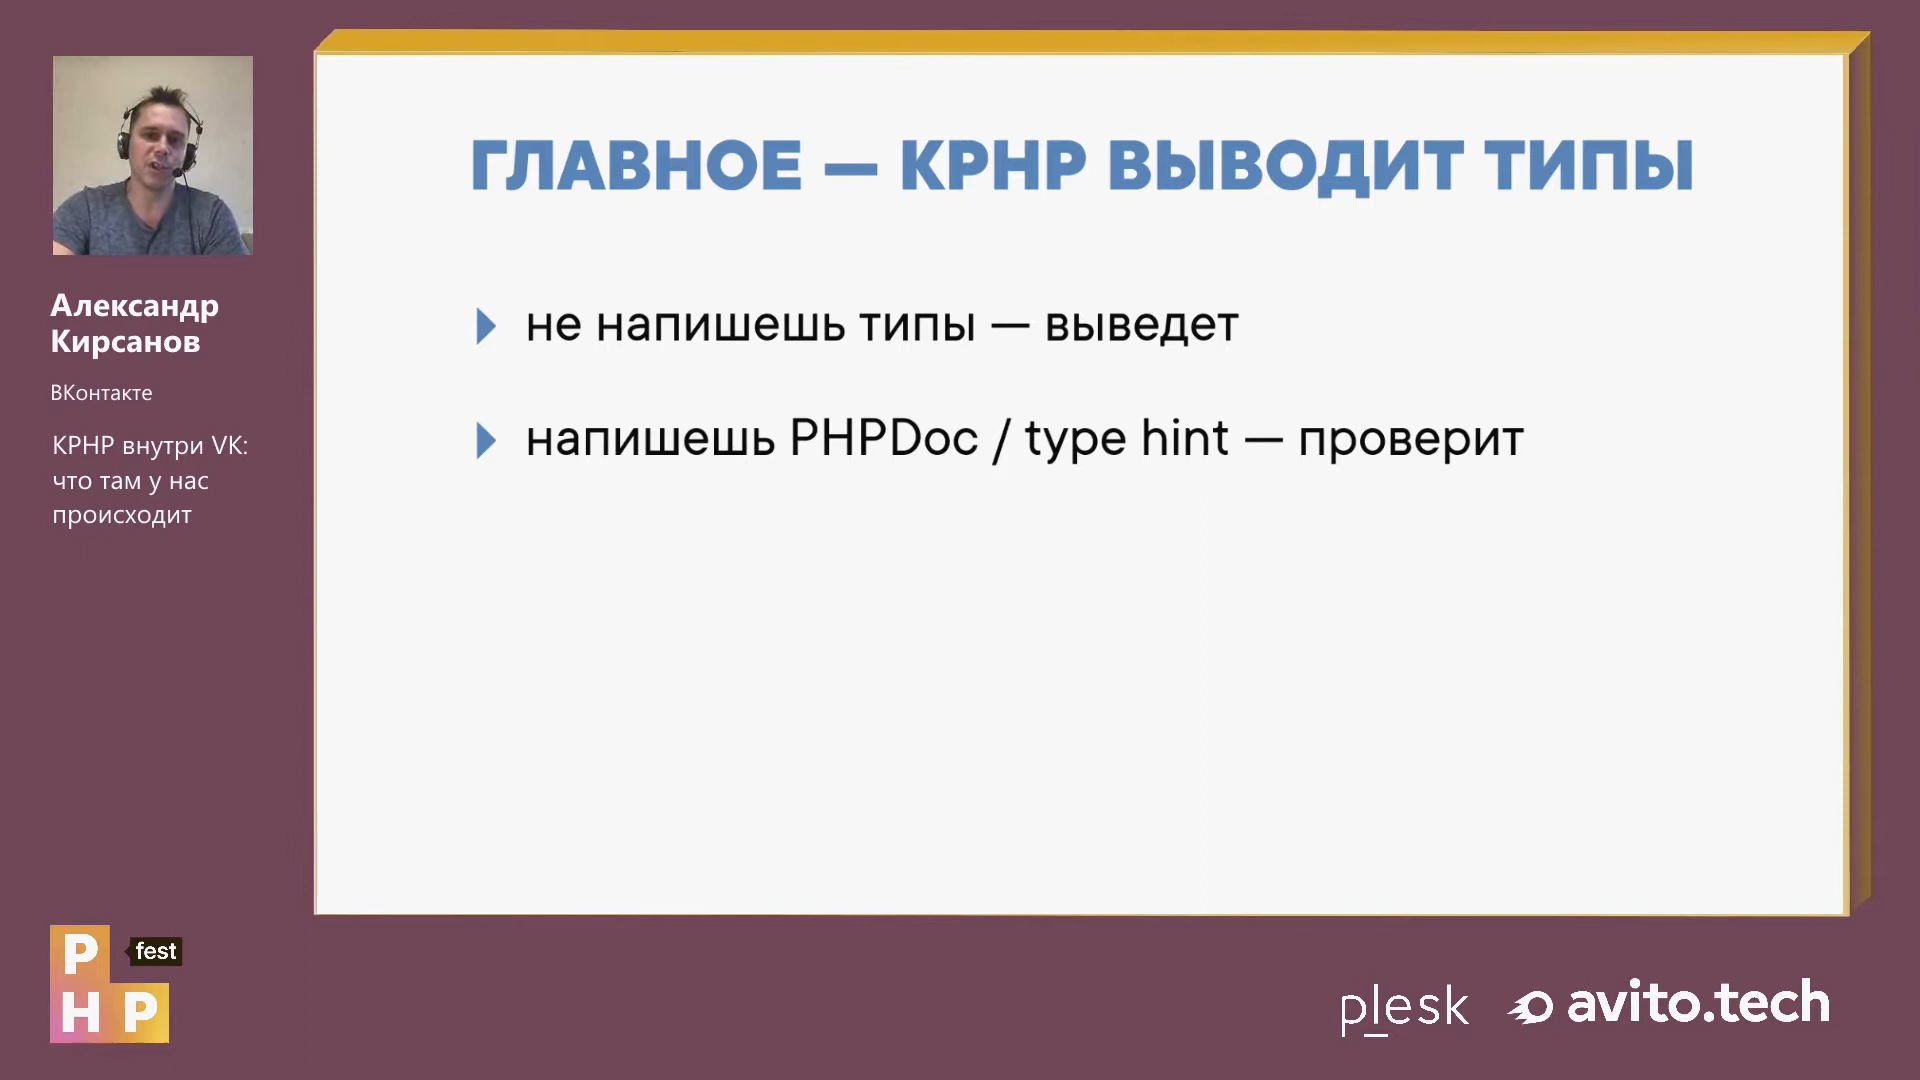 Александр
Кирсанов
ВКонтакте
KPHP внутри VK:
что там у нас
происходит
ГЛАВНОЕ — KPHP ВЫВОДИТ ТИПЫ
не напишешь типы — выведет
напишешь PHPDoc / type hint — проверит
P
fest
H P
plesk
avito.tech